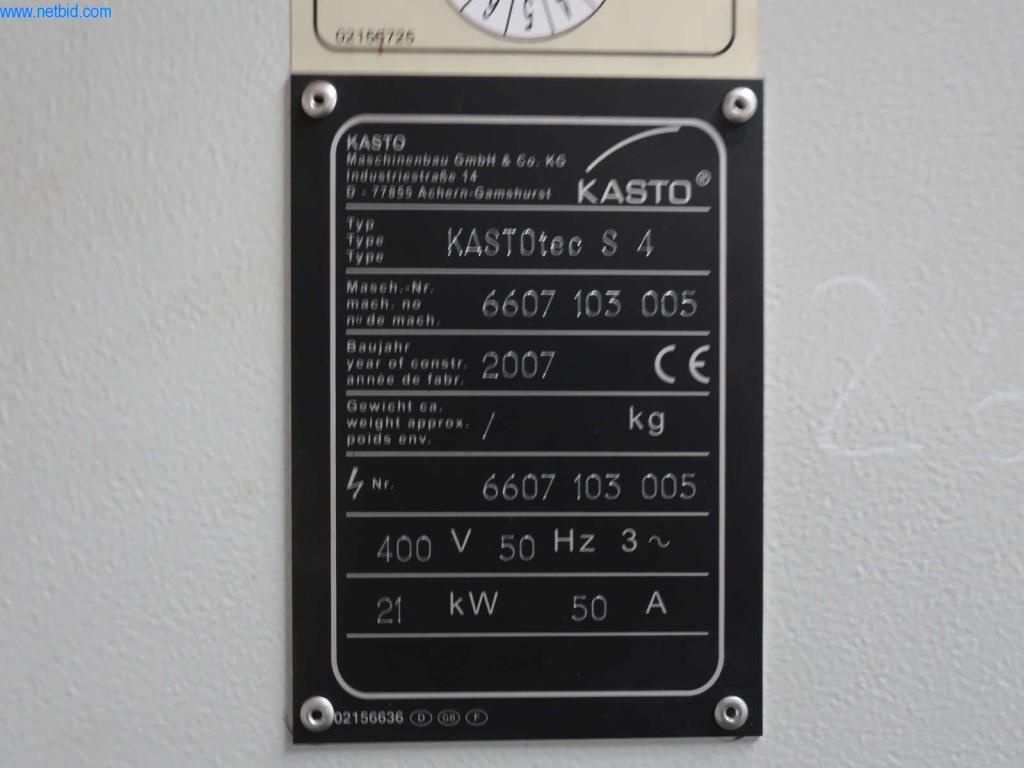 www.netbid.com
6 5 4
02156725
KASTO
Maschinenbau GmbH & Co. KG
Industriestraße 14
D - 77855 Achern-Gamshurst
KASTO®
Typ
Type
Type
KASTOtec S 4
Masch.-Nr.
mach. no
nº de mach.
6607 103 005
Baujahr
year of constr.
année de fabr.
2007
CE
Gewicht ca.
weight approx.
poids env.
/ kg
Nr. 6607 103 005
400 V 50 Hz 3 ~
21 kW 50 A
02156636 D GB F